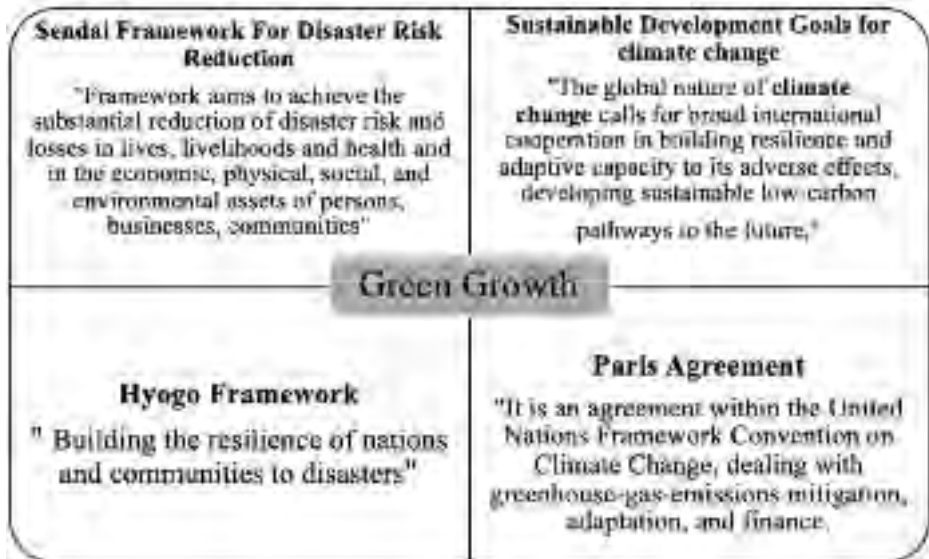 Sendai Framework For Disaster Risk
Reduction
"Framework aims to achieve the
substantial reduction of disaster risk and
losses in lives, livelihoods and health and
in the economic, physical, social, and
environmental assets of persons,
businesses, communities"
Sustainable Development Goals for
climate change
"The global nature of climate
change calls for broad international
cooperation in building resilience and
adaptive capacity to its adverse effects,
developing sustainable low-carbon
pathways to the future."
Green Growth
Hyogo Framework
" Building the resilience of nations
and communities to disasters"
Paris Agreement
"It is an agreement within the United
Nations Framework Convention on
Climate Change, dealing with
greenhouse-gas-emissions mitigation,
adaptation, and finance.